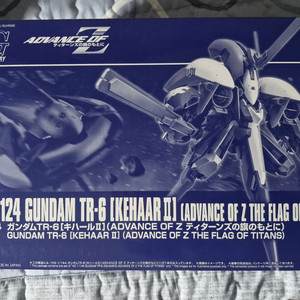 ADVANCE OF Z
ティターンズの旗のもとに
124 GUNDAM TR-6 [KEHAAR Ⅱ] (ADVANCE OF Z THE FLAG O
ガンダムTR-6 [キハールⅡ] (ADVANCE OF Z ティターンズの旗のもとに)
GUNDAM TR-6 [KEHAAR Ⅱ] (ADVANCE OF Z THE FLAG OF TITANS)